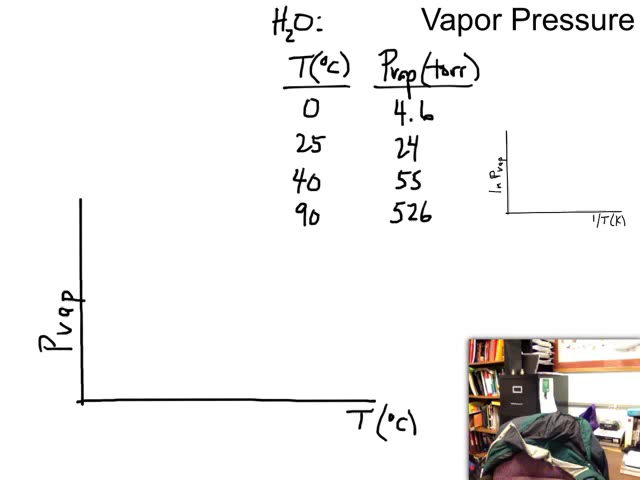 Vapor Pressure
H₂O:
T(°C) Pvap(torr)
0 4.6
25 24
40 55
90 526
ln Pvap
1/T(K)
Pvap
T(°C)